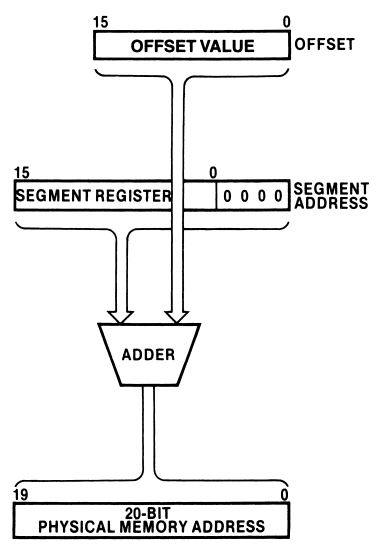 15 0
OFFSET VALUE OFFSET
15 0
SEGMENT REGISTER 0 0 0 0 SEGMENT
ADDRESS
ADDER
19 0
20-BIT
PHYSICAL MEMORY ADDRESS